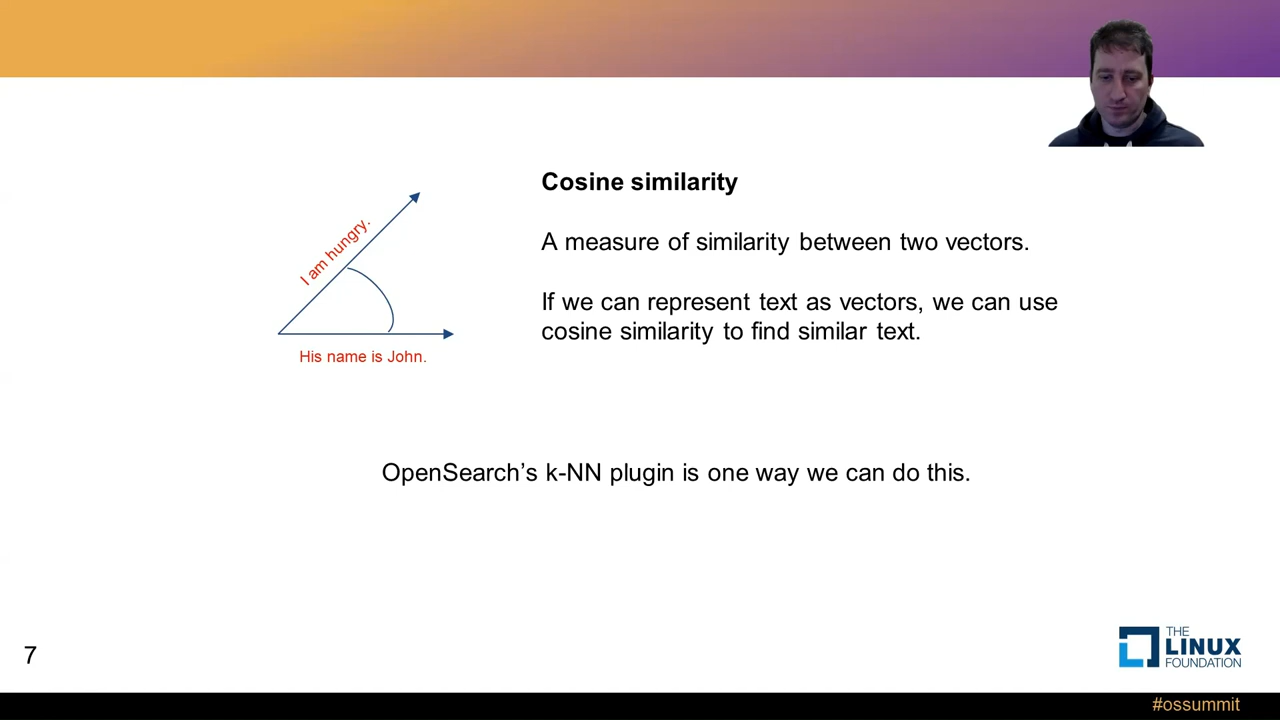 Cosine similarity
I am hungry.
A measure of similarity between two vectors.
If we can represent text as vectors, we can use
cosine similarity to find similar text.
His name is John.
OpenSearch’s k-NN plugin is one way we can do this.
7
THE
LINUX
FOUNDATION
#ossummit